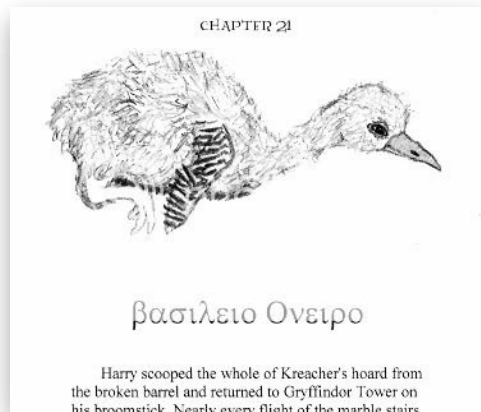 CHAPTER 21
βασιλειο Ονειρο
Harry scooped the whole of Kreacher's hoard from
the broken barrel and returned to Gryffindor Tower on
his broomstick. Nearly every flight of the marble stairs